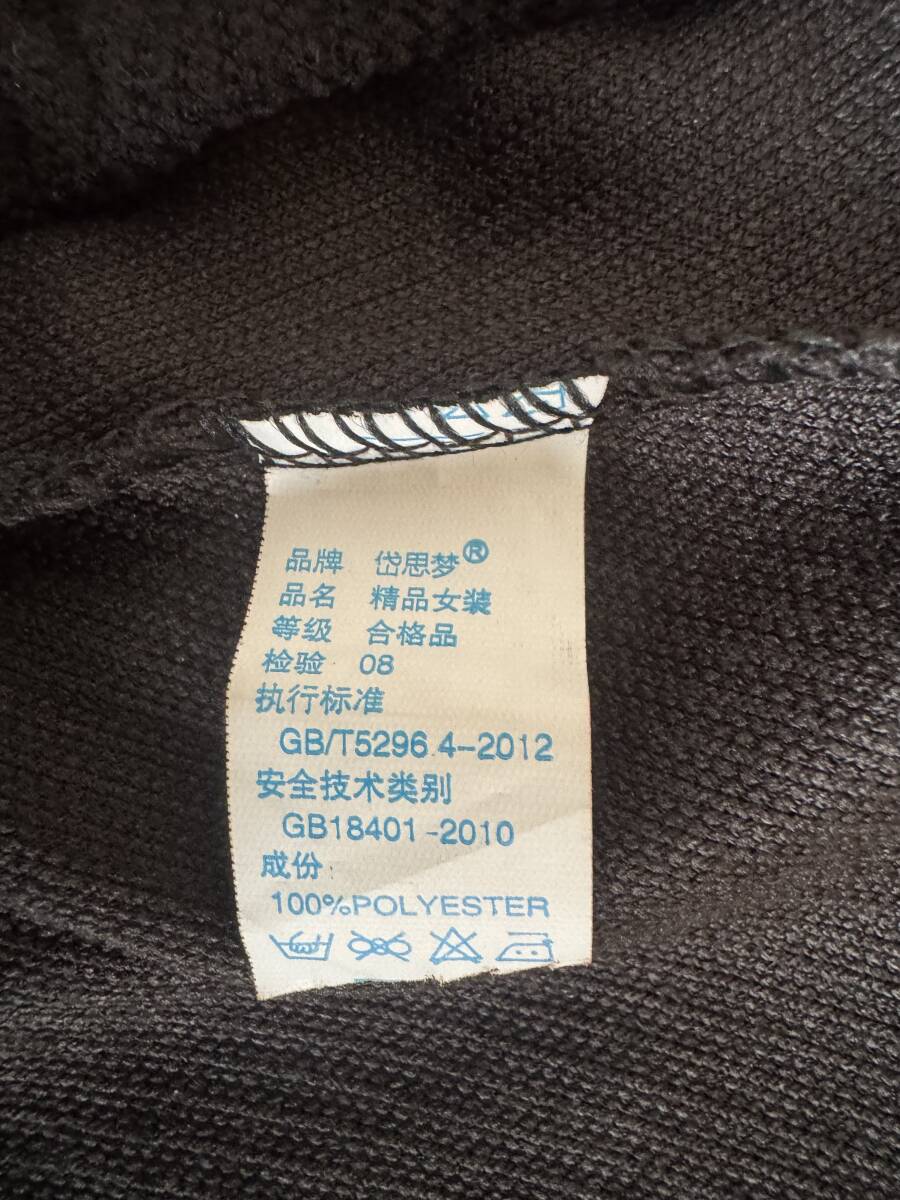 品牌 岱思梦®
品名 精品女装
等级 合格品
检验 08
执行标准
GB/T5296.4-2012
安全技术类别
GB18401-2010
成份
100%POLYESTER